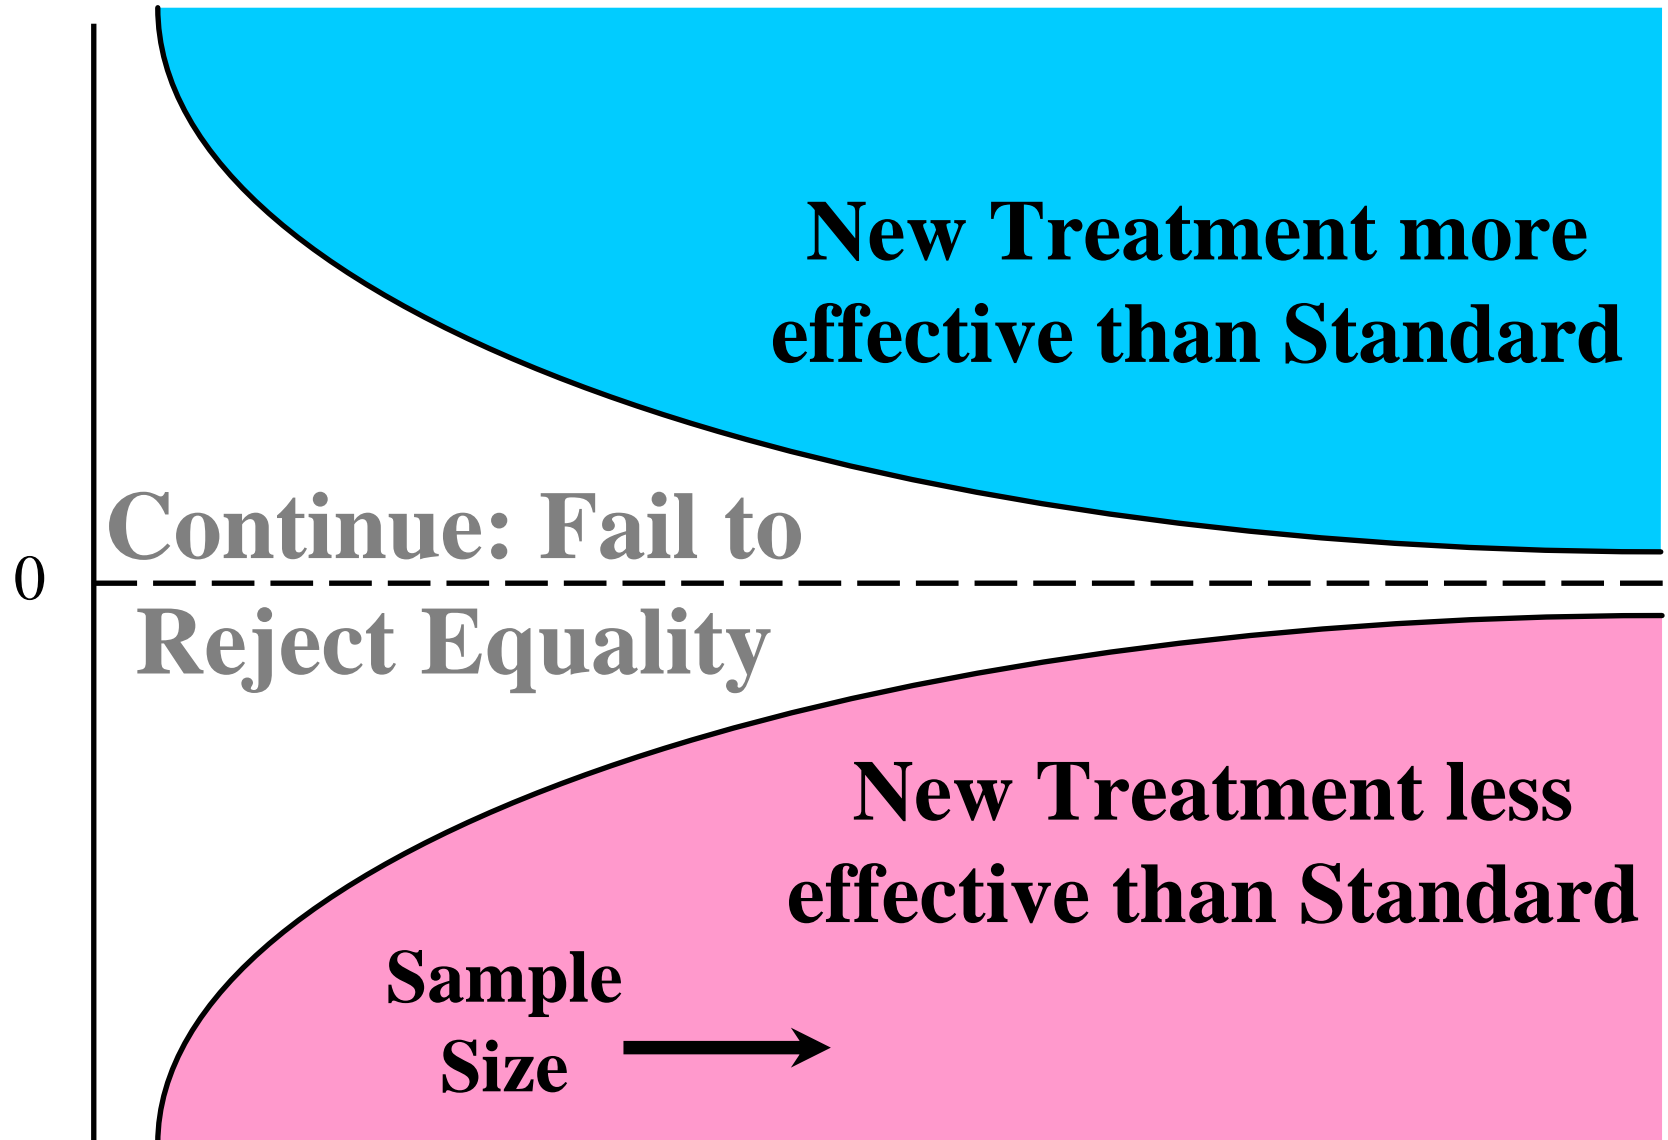 New Treatment more
effective than Standard
Continue: Fail to
0
Reject Equality
New Treatment less
effective than Standard
Sample
Size